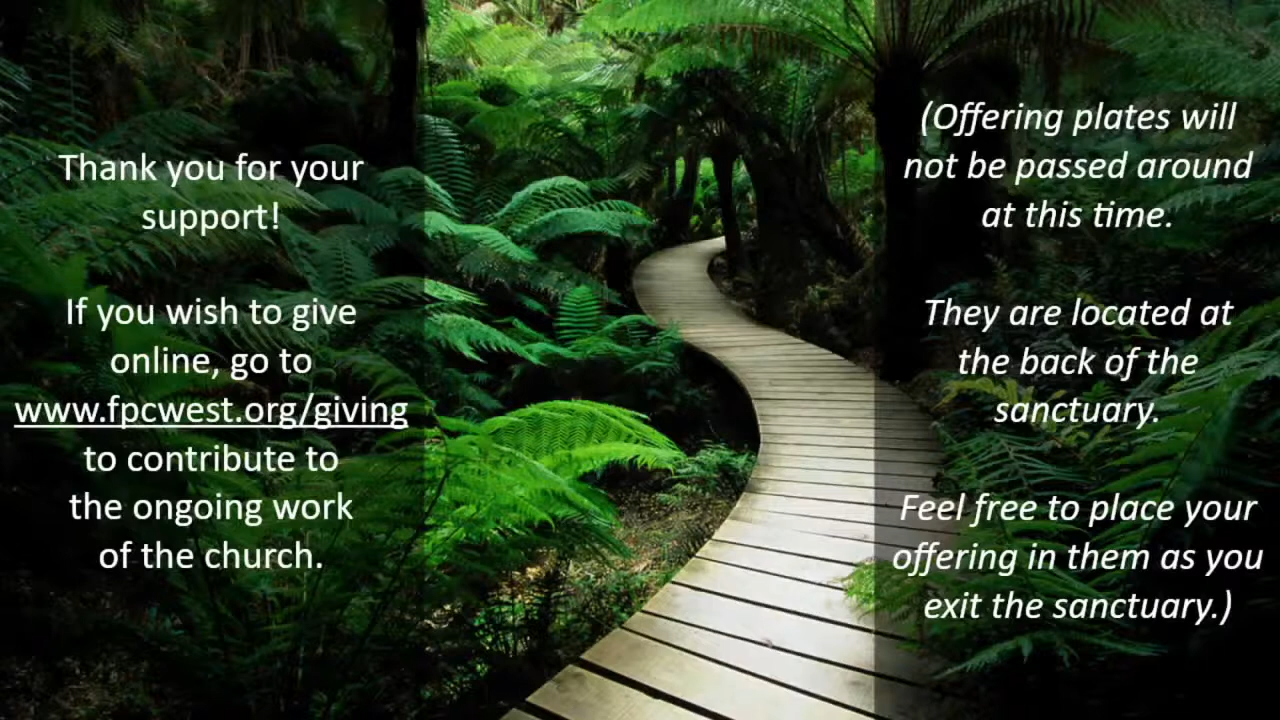 Thank you for your
support!
If you wish to give
online, go to
www.fpcwest.org/giving
to contribute to
the ongoing work
of the church.
(Offering plates will
not be passed around
at this time.
They are located at
the back of the
sanctuary.
Feel free to place your
offering in them as you
exit the sanctuary.)